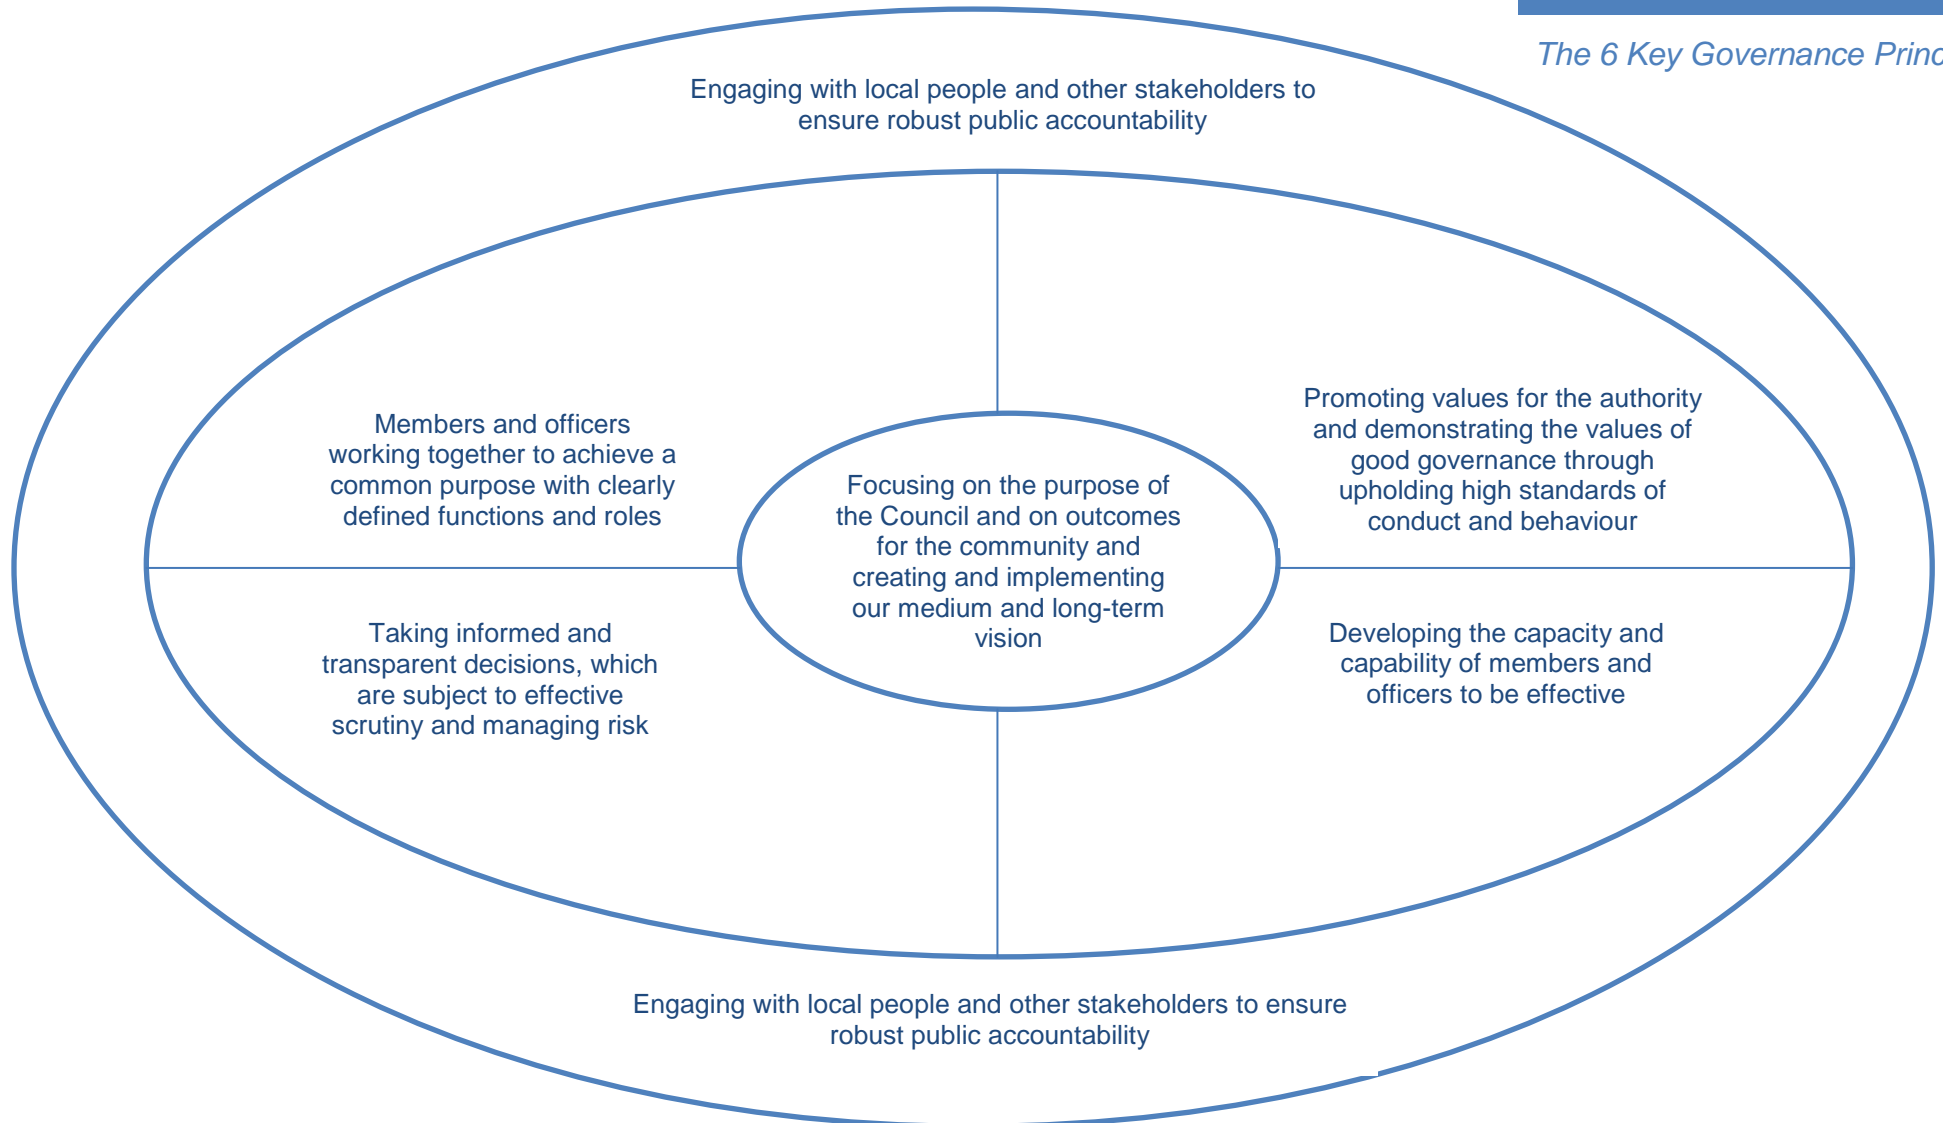 The 6 Key Governance Princ
Engaging with local people and other stakeholders to
ensure robust public accountability
Members and officers
working together to achieve a
common purpose with clearly
defined functions and roles
Promoting values for the authority
and demonstrating the values of
good governance through
upholding high standards of
conduct and behaviour
Focusing on the purpose of
the Council and on outcomes
for the community and
creating and implementing
our medium and long-term
vision
Taking informed and
transparent decisions, which
are subject to effective
scrutiny and managing risk
Developing the capacity and
capability of members and
officers to be effective
Engaging with local people and other stakeholders to ensure
robust public accountability